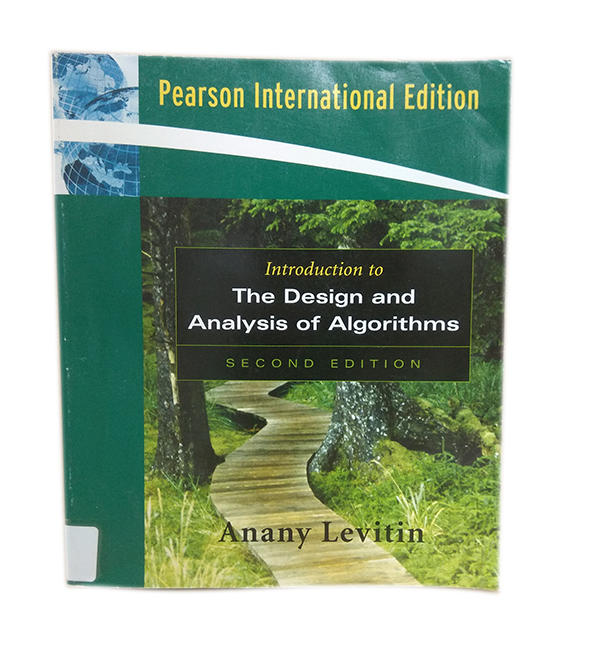 Pearson International Edition
Introduction to
The Design and
Analysis of Algorithms
SECOND EDITION
Anany Levitin